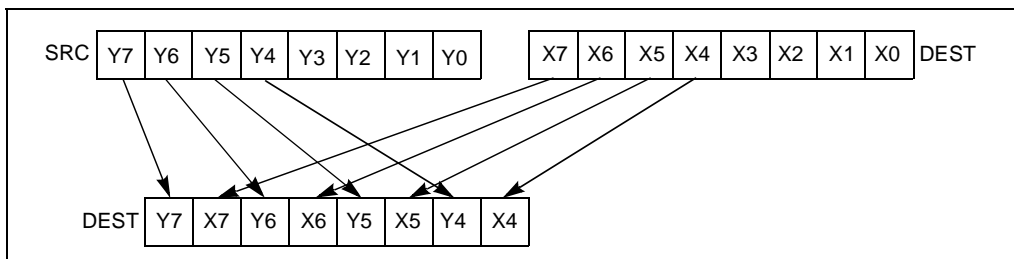 SRC Y7 Y6 Y5 Y4 Y3 Y2 Y1 Y0 X7 X6 X5 X4 X3 X2 X1 X0 DEST
DEST Y7 X7 Y6 X6 Y5 X5 Y4 X4